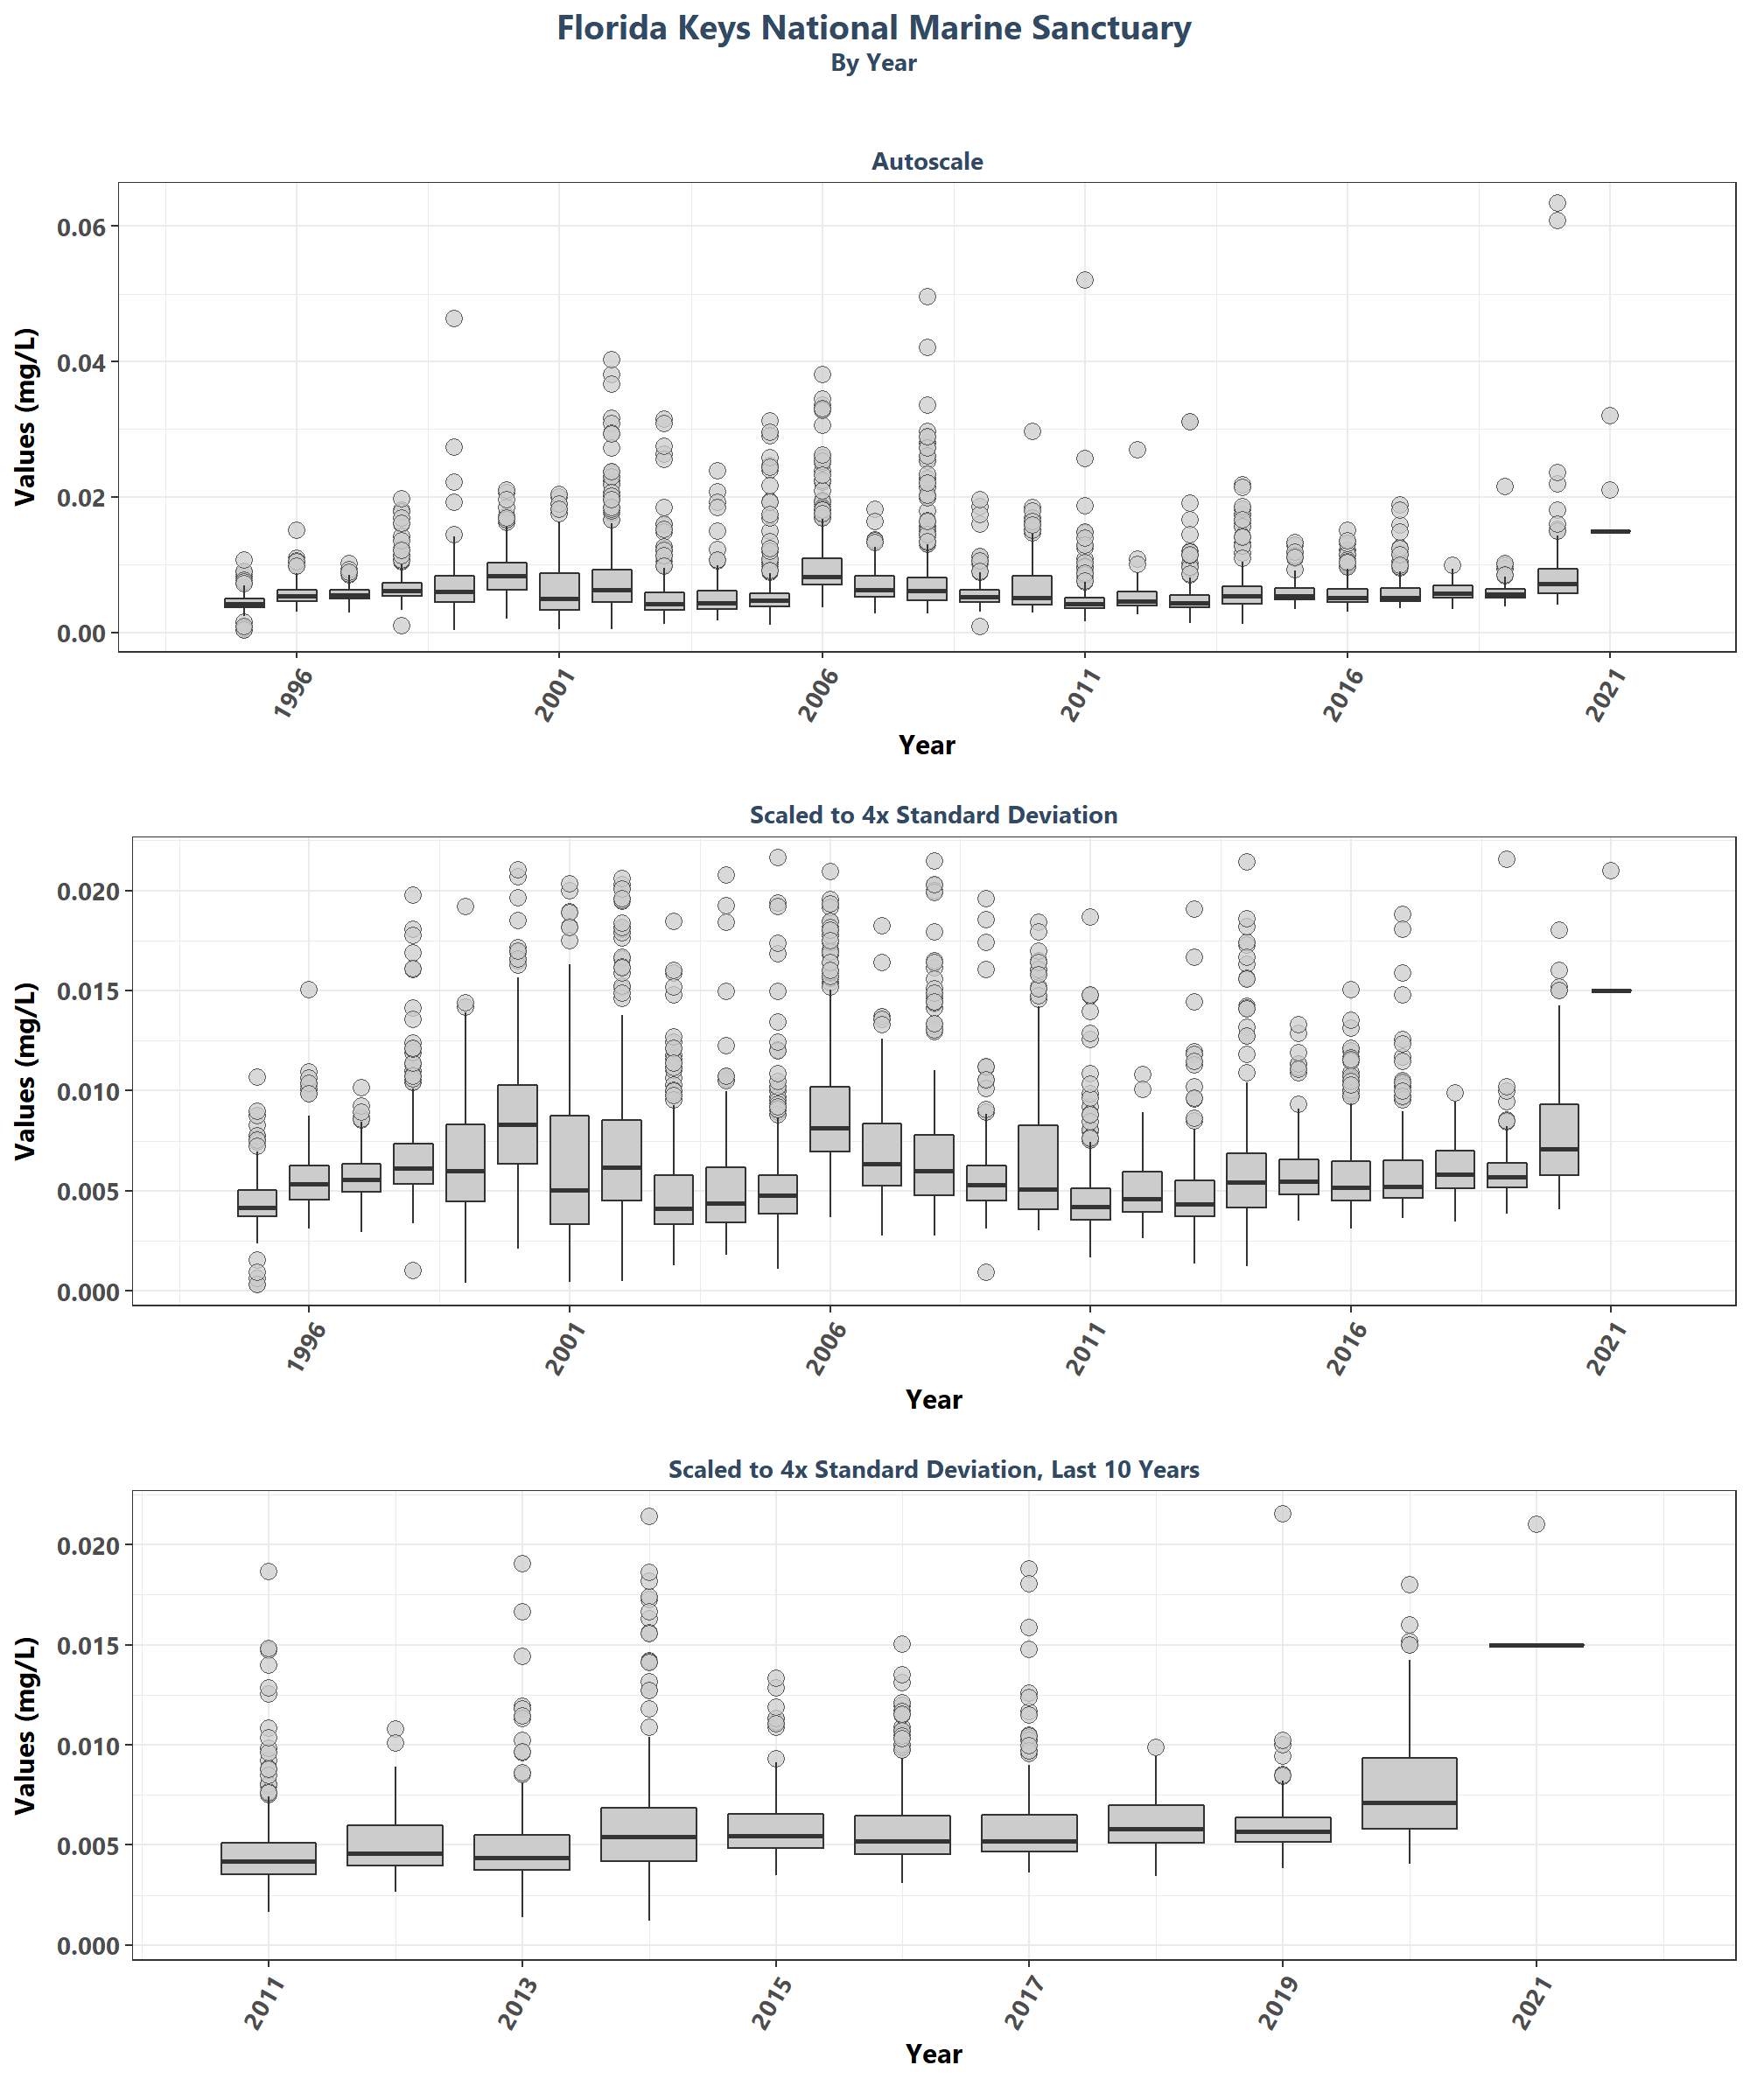 Florida Keys National Marine Sanctuary
By Year
Autoscale
Values (mg/L)
0.06
0.04
0.02
0.00
1996 2001 2006 2011 2016 2021
Year
Scaled to 4x Standard Deviation
Values (mg/L)
0.020
0.015
0.010
0.005
0.000
1996 2001 2006 2011 2016 2021
Year
Scaled to 4x Standard Deviation, Last 10 Years
Values (mg/L)
0.020
0.015
0.010
0.005
0.000
2011 2013 2015 2017 2019 2021
Year